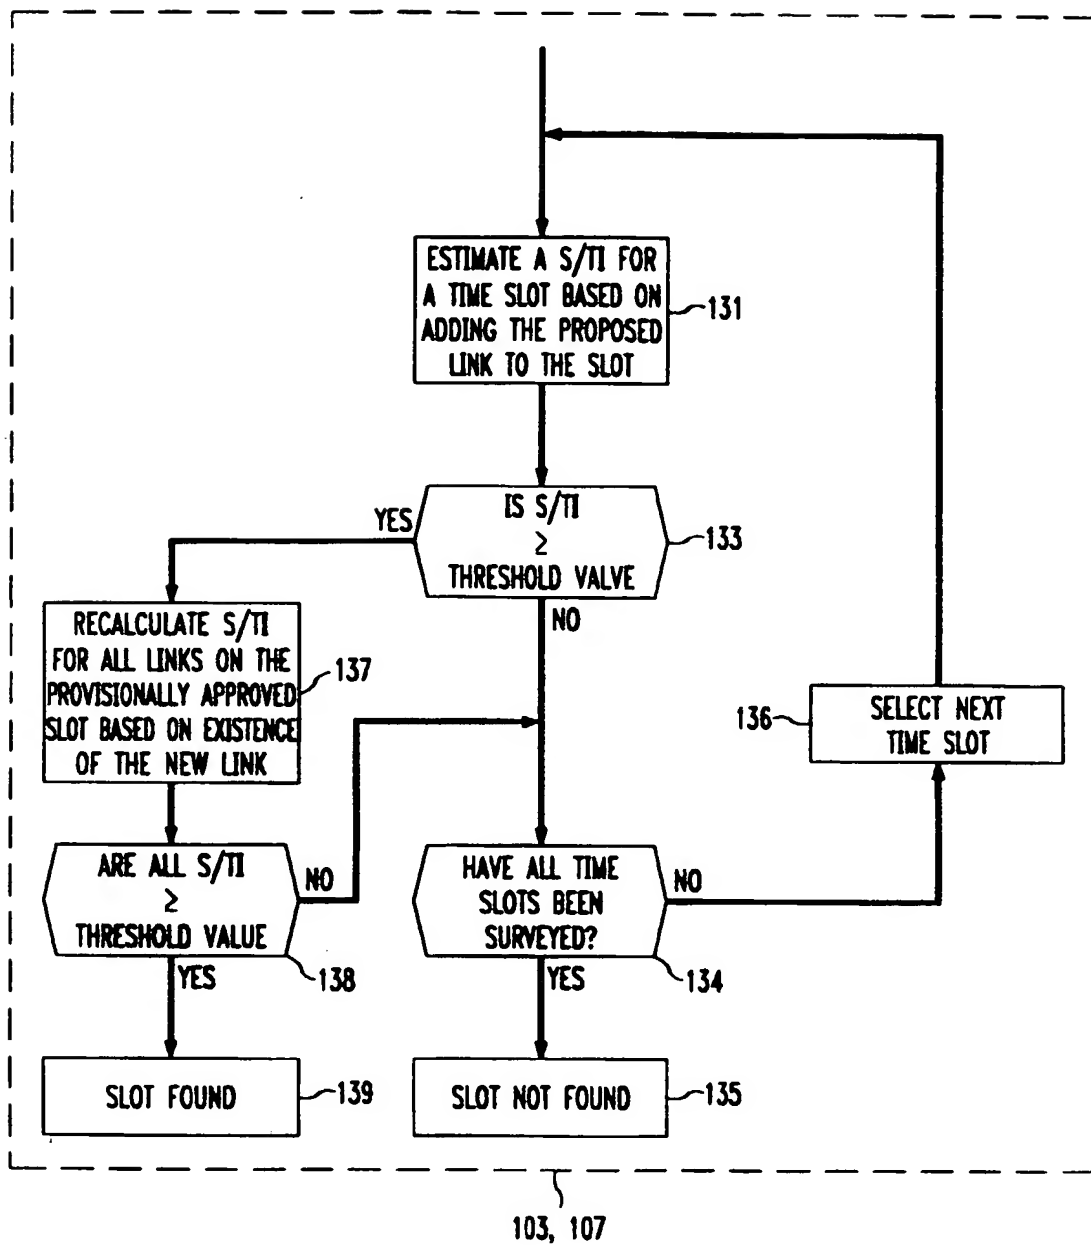 ESTIMATE A S/TI FOR
A TIME SLOT BASED ON
ADDING THE PROPOSED
LINK TO THE SLOT
131
IS S/TI
≥
THRESHOLD VALVE
133
YES
NO
RECALCULATE S/TI
FOR ALL LINKS ON THE
PROVISIONALLY APPROVED
SLOT BASED ON EXISTENCE
OF THE NEW LINK
137
136
SELECT NEXT
TIME SLOT
ARE ALL S/TI
≥
THRESHOLD VALUE
NO
138
YES
HAVE ALL TIME
SLOTS BEEN
SURVEYED?
NO
134
YES
SLOT FOUND
139
SLOT NOT FOUND
135
103, 107